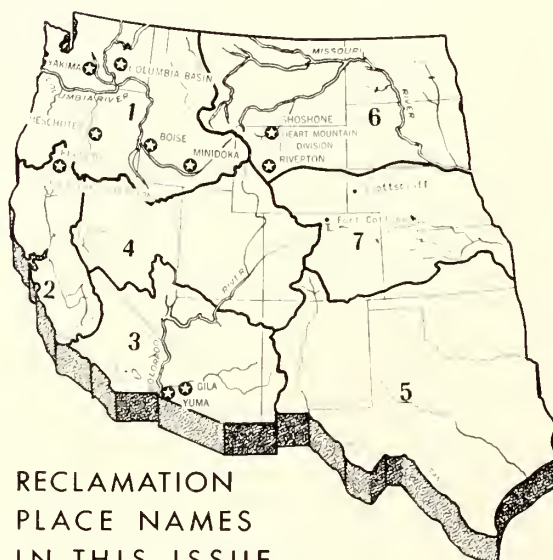 MISSOURI
RIVER
YAKIMA
COLUMBIA BASIN
COLUMBIA RIVER
1
DESCHUTES
BOISE
MINIDOKA
SHOSHONE
HEART MOUNTAIN
DIVISION
RIVERTON
6
Fort Collins
7
4
RIVER
2
3
COLORADO
GILA
YUMA
5
RECLAMATION
PLACE NAMES
IN THIS ISSUE